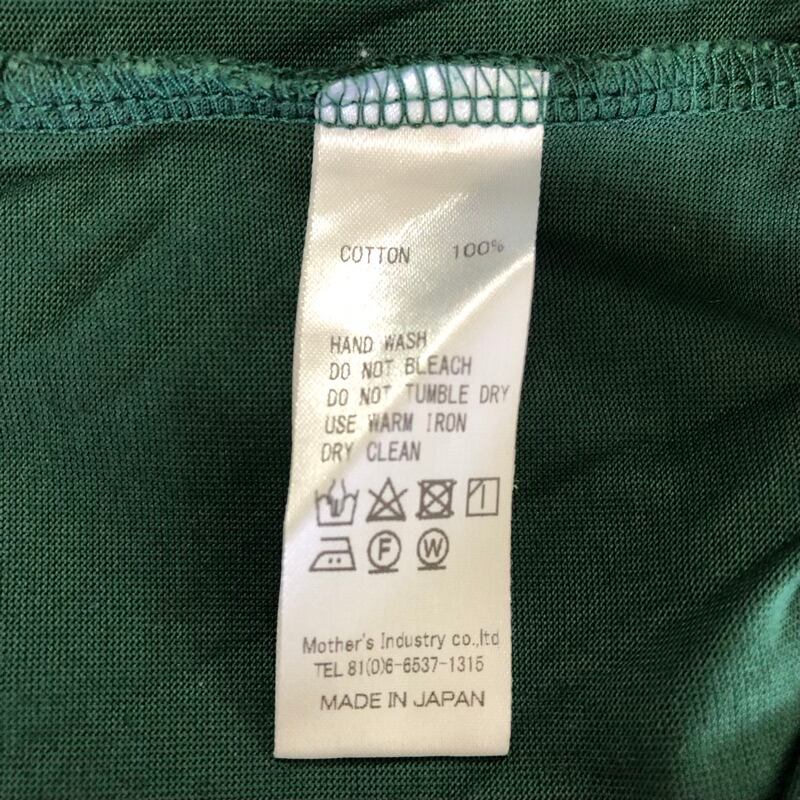 COTTON 100%
HAND WASH
DO NOT BLEACH
DO NOT TUMBLE DRY
USE WARM IRON
DRY CLEAN
F W
Mother's Industry co.,ltd
TEL 81(0)6-6537-1315
MADE IN JAPAN